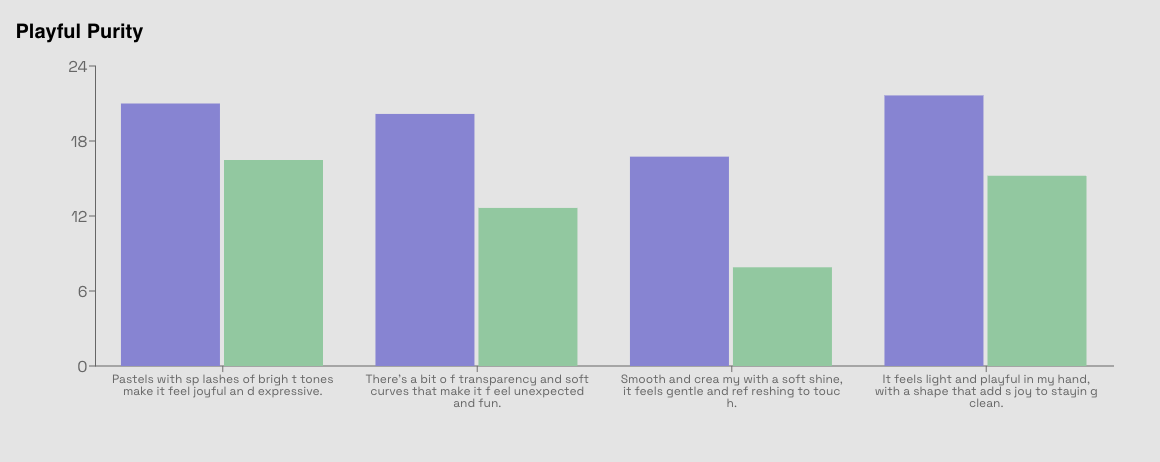 Playful Purity
24
18
12
6
0
Pastels with sp lashes of brigh t tones
make it feel joyful an d expressive.
There's a bit o f transparency and soft
curves that make it f eel unexpected
and fun.
Smooth and crea my with a soft shine,
it feels gentle and ref reshing to touc
h.
It feels light and playful in my hand,
with a shape that add s joy to stayin g
clean.